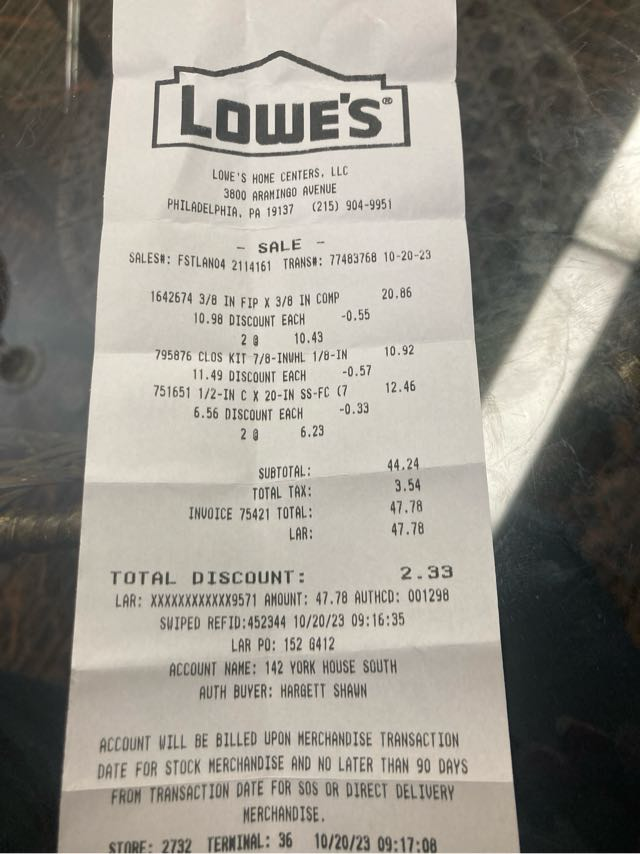 LOWE'S®
LOWE'S HOME CENTERS, LLC
3800 ARAMINGO AVENUE
PHILADELPHIA, PA 19137 (215) 904-9951
- SALE -
SALES#: FSTLAN04 2114161 TRANS#: 77483768 10-20-23
1642674 3/8 IN FIP X 3/8 IN COMP 20.86
10.98 DISCOUNT EACH -0.55
2 @ 10.43
795876 CLOS KIT 7/8-INWHL 1/8-IN 10.92
11.49 DISCOUNT EACH -0.57
751651 1/2-IN C X 20-IN SS-FC (7 12.46
6.56 DISCOUNT EACH -0.33
2 @ 6.23
SUBTOTAL: 44.24
TOTAL TAX: 3.54
INVOICE 75421 TOTAL: 47.78
LAR: 47.78
TOTAL DISCOUNT: 2.33
LAR: XXXXXXXXXXXX9571 AMOUNT: 47.78 AUTHCD: 001298
SWIPED REFID:452344 10/20/23 09:16:35
LAR PO: 152 G412
ACCOUNT NAME: 142 YORK HOUSE SOUTH
AUTH BUYER: HARGETT SHAWN
ACCOUNT WILL BE BILLED UPON MERCHANDISE TRANSACTION
DATE FOR STOCK MERCHANDISE AND NO LATER THAN 90 DAYS
FROM TRANSACTION DATE FOR SOS OR DIRECT DELIVERY
MERCHANDISE.
STORE: 2732 TERMINAL: 36 10/20/23 09:17:08